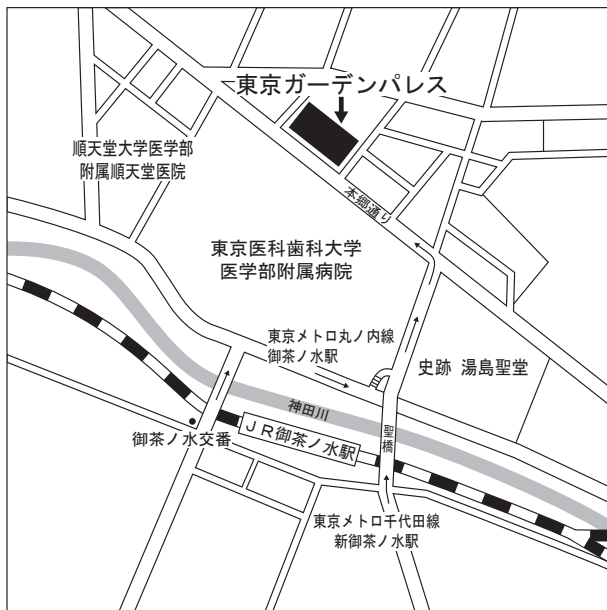 東京ガーデンパレス
順天堂大学医学部
附属順天堂医院
本郷通り
東京医科歯科大学
医学部附属病院
東京メトロ丸ノ内線
御茶ノ水駅
史跡 湯島聖堂
神田川
聖橋
ＪＲ御茶ノ水駅
御茶ノ水交番
東京メトロ千代田線
新御茶ノ水駅